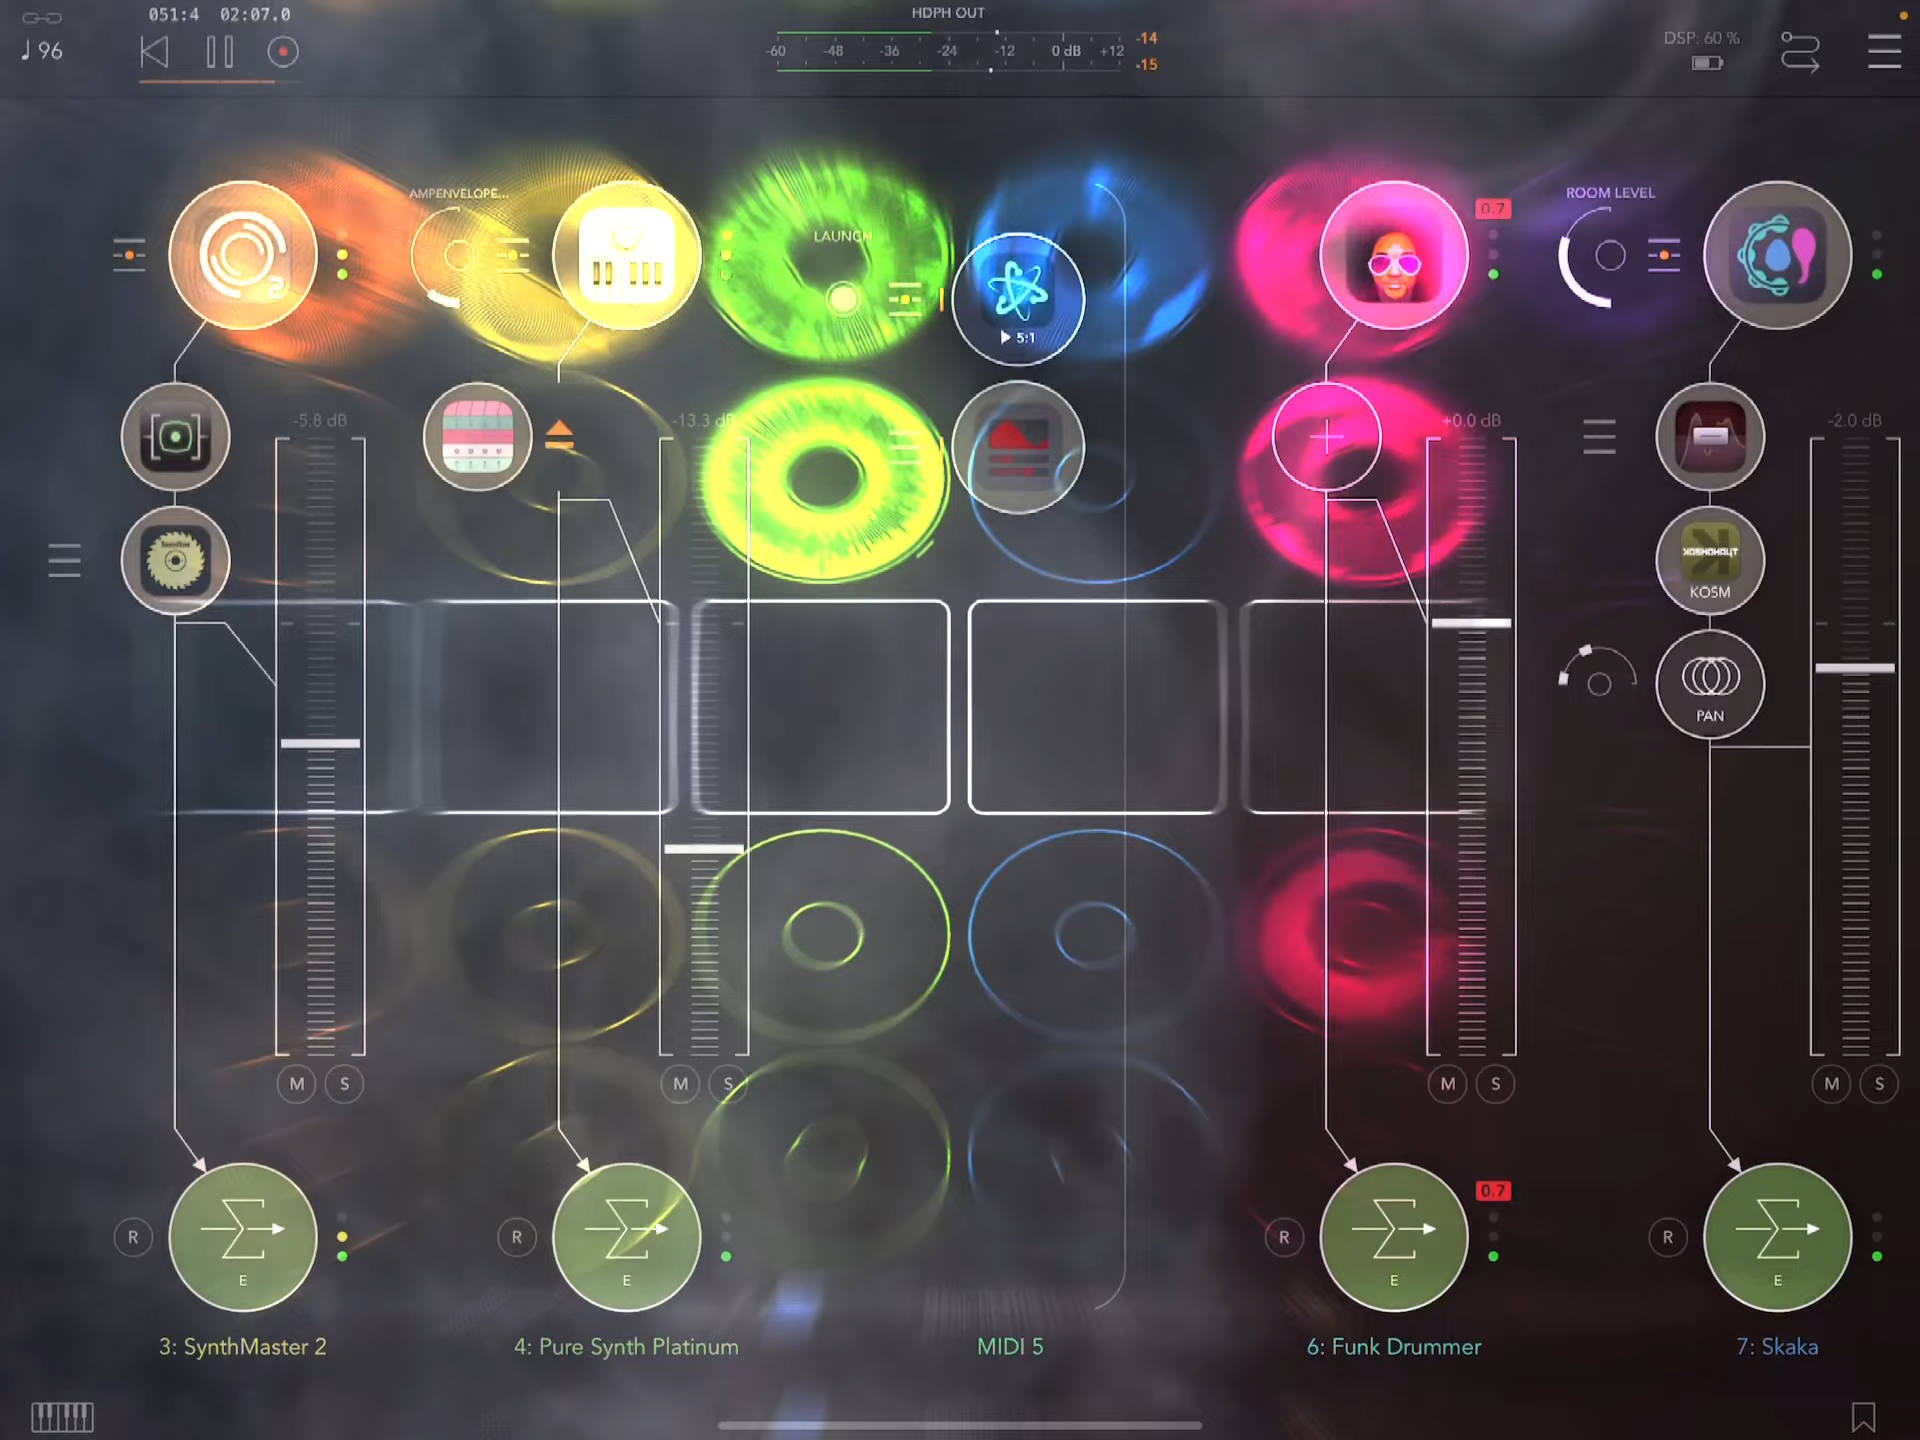 051:4 02:07.0
HDPH OUT
96
-60 -48 -36 -24 -12 0 dB +12
-14
-15
DSP: 60 %
AMPENVELOPE...
LAUNCH
ROOM LEVEL
0.7
2
5:1
-5.8 dB
-13.3 dB
+0.0 dB
-2.0 dB
KOSM
PAN
M S
M S
M S
M S
0.7
R
R
R
R
E
E
E
E
3: SynthMaster 2
4: Pure Synth Platinum
MIDI 5
6: Funk Drummer
7: Skaka